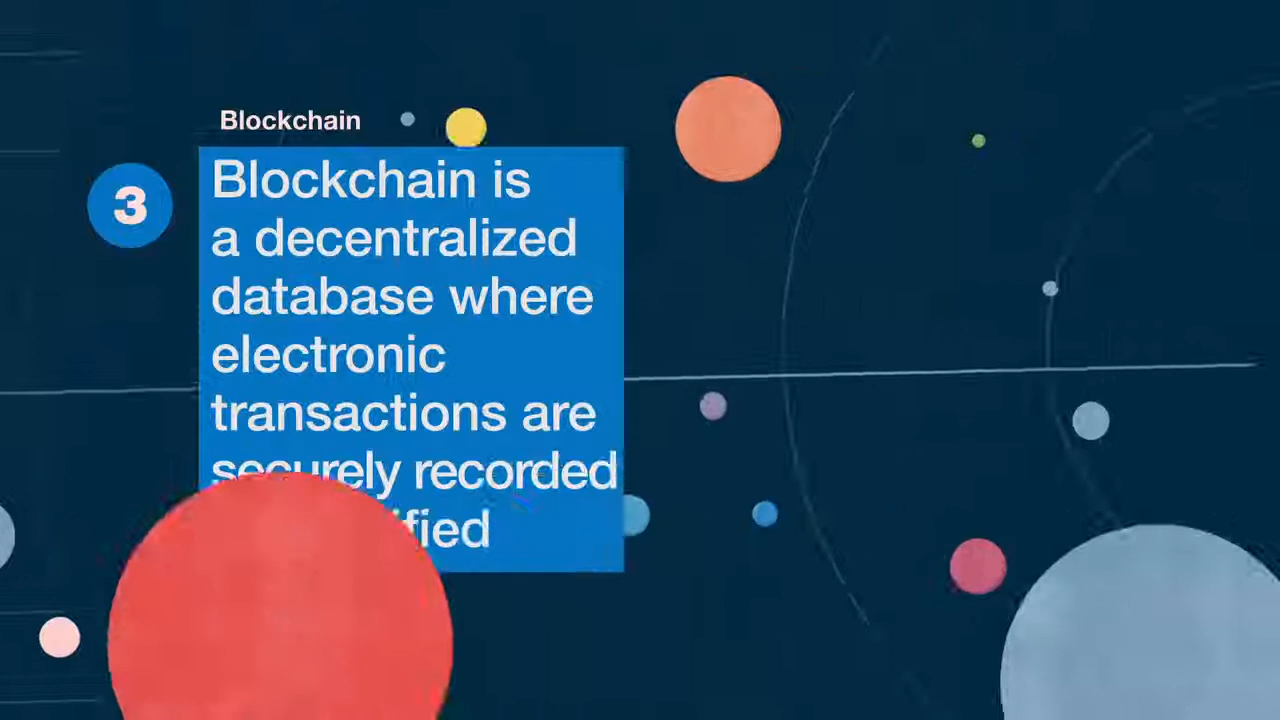 Blockchain
3
Blockchain is
a decentralized
database where
electronic
transactions are
securely recorded